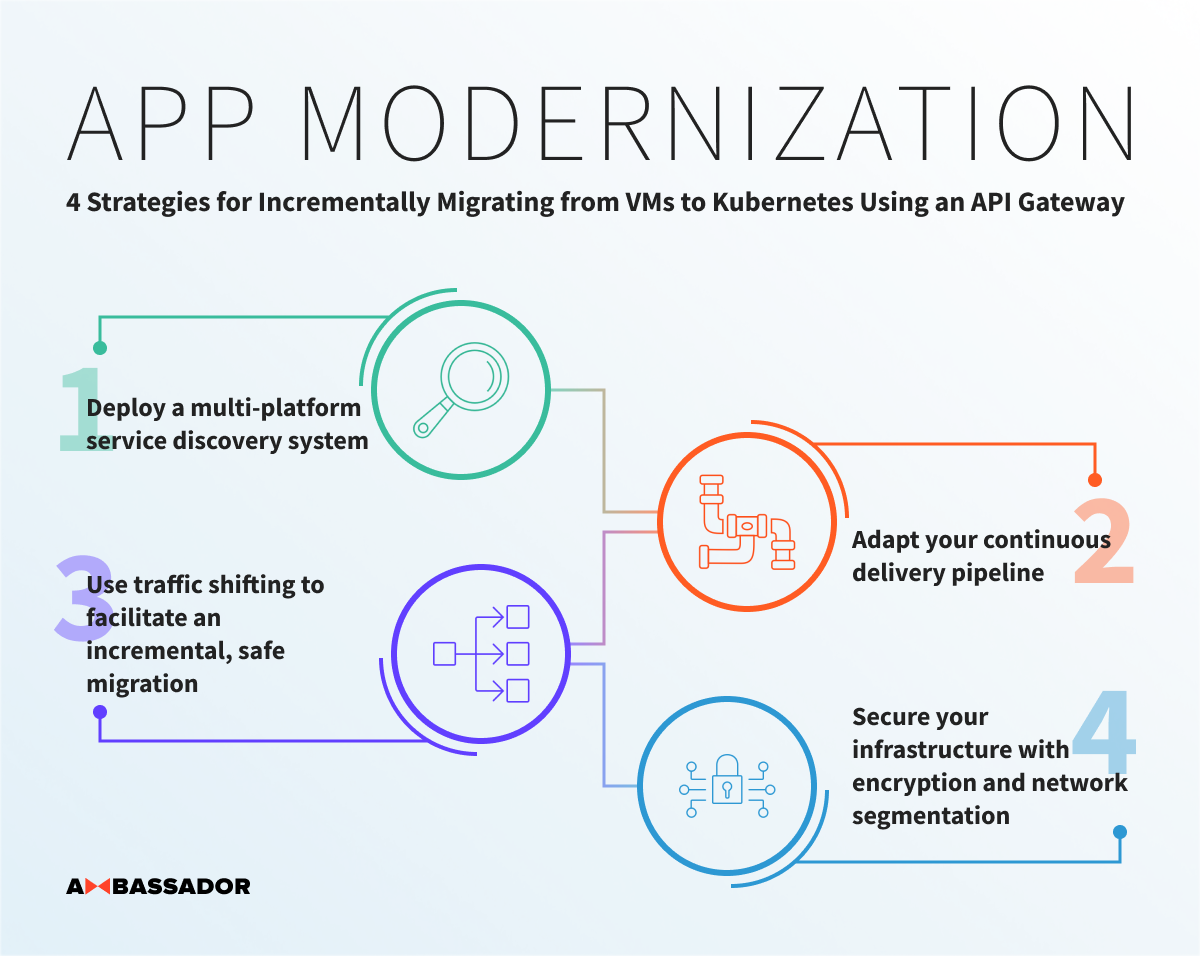 APP MODERNIZATION
4 Strategies for Incrementally Migrating from VMs to Kubernetes Using an API Gateway
1
Deploy a multi-platform
service discovery system
2
Adapt your continuous
delivery pipeline
3
Use traffic shifting to
facilitate an
incremental, safe
migration
4
Secure your
infrastructure with
encryption and network
segmentation
AMBASSADOR